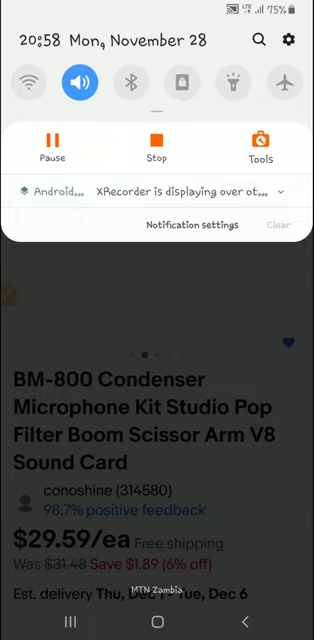 LTE 75%
20:58 Mon, November 28
Pause
Stop
Tools
Android... XRecorder is displaying over ot...
Notification settings
Clear
BM-800 Condenser
Microphone Kit Studio Pop
Filter Boom Scissor Arm V8
Sound Card
conoshine (314580)
98.7% positive feedback
$29.59/ea Free shipping
Was $31.48 Save $1.89 (6% off)
MTN Zambia
Est. delivery Thu, Dec 1 - Tue, Dec 6